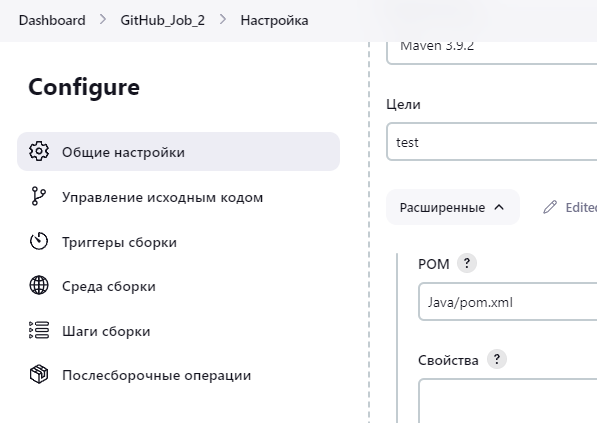 Dashboard > GitHub_Job_2 > Настройка
Configure
Общие настройки
Управление исходным кодом
Триггеры сборки
Среда сборки
Шаги сборки
Послесборочные операции
Maven 3.9.2
Цели
test
Расширенные
Edited
POM ?
Java/pom.xml
Свойства ?